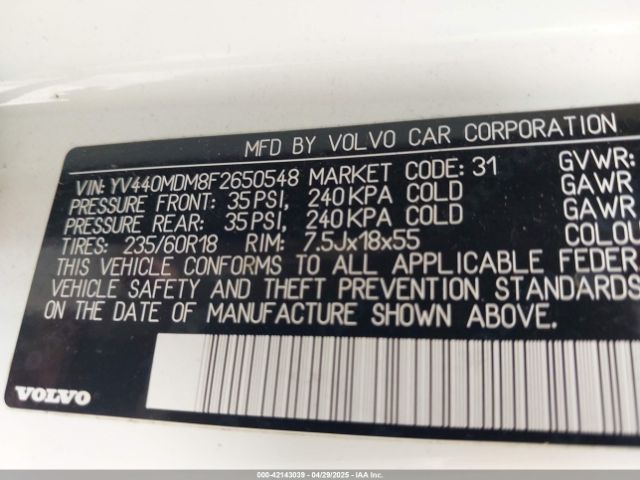 MFD BY VOLVO CAR CORPORATION
VIN: YV440MDM8F2650548 MARKET CODE: 31 GVWR:
PRESSURE FRONT: 35 PSI, 240 KPA COLD GAWR
PRESSURE REAR: 35 PSI, 240 KPA COLD GAWR
TIRES: 235/60R18 RIM: 7.5Jx18x55 COLOU
THIS VEHICLE CONFORMS TO ALL APPLICABLE FEDER
VEHICLE SAFETY AND THEFT PREVENTION STANDARDS
ON THE DATE OF MANUFACTURE SHOWN ABOVE.
VOLVO
000-42143039 - 04/29/2025 - IAA Inc.